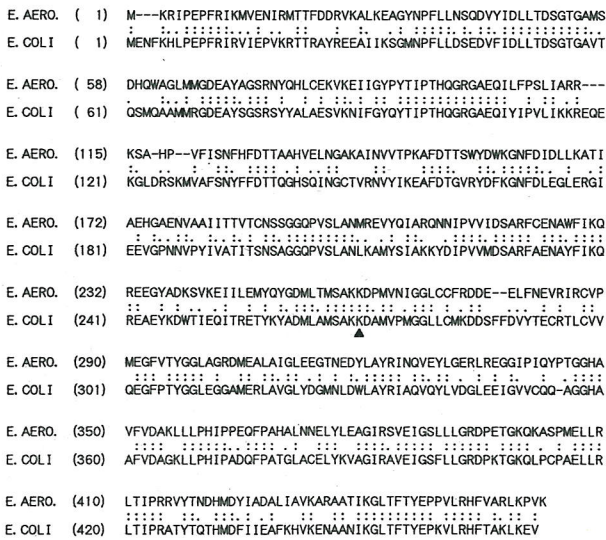 E. AERO. ( 1) M---KRIPEPFRIKMVENIRMTTFDDRVKALKEAGYNPFLLNSQDVYIDLLTDSGTGAMS
E. COLI ( 1) MENFKHLPEPFRIRVIEPVKRTTRAYREEAIIKSGMNPFLLDSEDVFIDLLTDSGTGAVT
E. AERO. ( 58) DHQWAGLMMGDEAYAGSRNYQHLCEKVKEIIGYPYTIPTHQGRGAEQILFPSLIARR---
E. COLI ( 61) QSMQAAMMRGDEAYSGSRSYYALAESVKNIFGYQYTIPTHQGRGAEQIYIPVLIKKREQE
E. AERO. (115) KSA-HP--VFISNFHFDTTAAHVELNGAKAINVVTPKAFDTTSWYDWKGNFDIDLLKATI
E. COLI (121) KGLDRSKMVAFSNYFFDTTQGHSQINGCTVRNVYIKEAFDTGVRYDFKGNFDLEGLERGI
E. AERO. (172) AEHGAENVAAIITTVTCNSSGGQPVSLANMREVYQIARQNNIPVVIDSARFCENAWFIKQ
E. COLI (181) EEVGPNNVPYIVATITSNSAGGQPVSLANLKAMYSIAKKYDIPVVMDSARFAENAYFIKQ
E. AERO. (232) REEGYADKSVKEIILEMYQYGDMLTMSAKKDPMVNIGGLCCFRDDE--ELFNEVRIRCVP
E. COLI (241) REAEYKDWTIEQITRETYKYADMLAMSAKKDAMVPMGGLLCMKDDSFFDVYTECRTLCVV
E. AERO. (290) MEGFVTYGGLAGRDMEALAIGLEEGTNEDYLAYRINQVEYLGERLREGGIPIQYPTGGHA
E. COLI (301) QEGFPTYGGLEGGAMERLAVGLYDGMNLDWLAYRIAQVQYLVDGLEEIGVVCQQ-AGGHA
E. AERO. (350) VFVDAKLLLPHIPPEQFPAHALNNELYLEAGIRSVEIGSLLLGRDPETGKQKASPMELLR
E. COLI (360) AFVDAGKLLPHIPADQFPATGLACELYKVAGIRAVEIGSFLLGRDPKTGKQLPCPAELLR
E. AERO. (410) LTIPRRVYTNDHMDYIADALIAVKARAATIKGLTFTYEPPVLRHFVARLKPVK
E. COLI (420) LTIPRATYTQTHMDFIIEAFKHVKENAANIKGLTFTYEPKVLRHFTAKLKEV